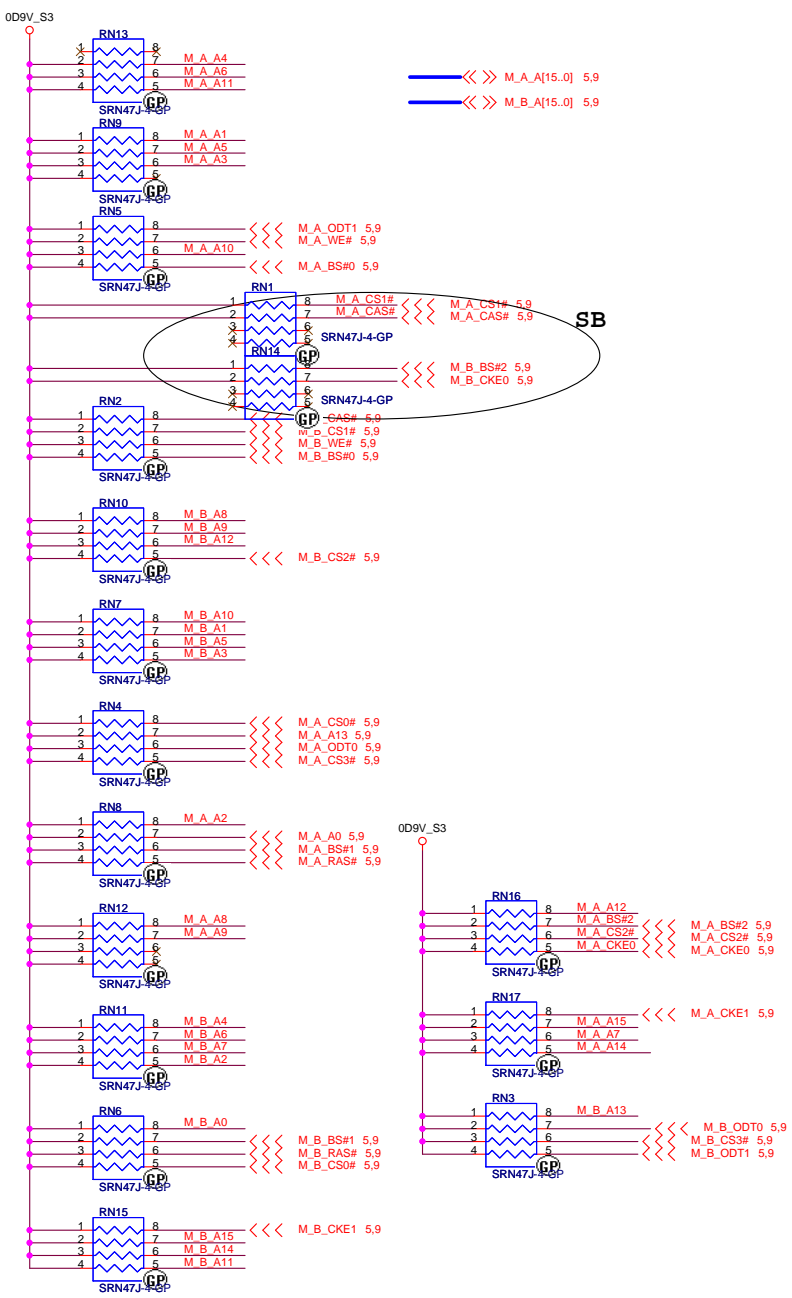 0D9V_S3
RN13
1 8
2 7 M_A_A4
3 6 M_A_A6
4 5 M_A_A11
GP
SRN47J-4-GP
M_A_A[15..0] 5,9
M_B_A[15..0] 5,9
RN9
1 8 M_A_A1
2 7 M_A_A5
3 6 M_A_A3
4 5
GP
SRN47J-4-GP
RN5
1 8 M_A_ODT1 5,9
2 7 M_A_WE# 5,9
3 6 M_A_A10
4 5 M_A_BS#0 5,9
GP
SRN47J-4-GP
RN1
1 8 M_A_CS1# M_A_CS1# 5,9
2 7 M_A_CAS# M_A_CAS# 5,9
SB
3 6
4 5
SRN47J-4-GP
GP
RN14
1 8 M_B_BS#2 5,9
2 7 M_B_CKE0 5,9
3 6
4 5
SRN47J-4-GP
GP
RN2
1 8 CAS# 5,9
2 7 M_B_CS1# 5,9
3 6 M_B_WE# 5,9
4 5 M_B_BS#0 5,9
GP
SRN47J-4-GP
RN10
1 8 M_B_A8
2 7 M_B_A9
3 6 M_B_A12
4 5 M_B_CS2# 5,9
GP
SRN47J-4-GP
RN7
1 8 M_B_A10
2 7 M_B_A1
3 6 M_B_A5
4 5 M_B_A3
GP
SRN47J-4-GP
RN4
1 8 M_A_CS0# 5,9
2 7 M_A_A13 5,9
3 6 M_A_ODT0 5,9
4 5 M_A_CS3# 5,9
GP
SRN47J-4-GP
RN8
1 8 M_A_A2
2 7 M_A_A0 5,9
3 6 M_A_BS#1 5,9
4 5 M_A_RAS# 5,9
GP
SRN47J-4-GP
RN12
1 8 M_A_A8
2 7 M_A_A9
3 6
4 5
GP
SRN47J-4-GP
RN11
1 8 M_B_A4
2 7 M_B_A6
3 6 M_B_A7
4 5 M_B_A2
GP
SRN47J-4-GP
RN6
1 8 M_B_A0
2 7 M_B_BS#1 5,9
3 6 M_B_RAS# 5,9
4 5 M_B_CS0# 5,9
GP
SRN47J-4-GP
RN15
1 8 M_B_CKE1 5,9
2 7 M_B_A15
3 6 M_B_A14
4 5 M_B_A11
GP
SRN47J-4-GP
0D9V_S3
RN16
1 8 M_A_A12
2 7 M_A_BS#2 M_A_BS#2 5,9
3 6 M_A_CS2# M_A_CS2# 5,9
4 5 M_A_CKE0 M_A_CKE0 5,9
GP
SRN47J-4-GP
RN17
1 8 M_A_CKE1 5,9
2 7 M_A_A15
3 6 M_A_A7
4 5 M_A_A14
GP
SRN47J-4-GP
RN3
1 8 M_B_A13
2 7 M_B_ODT0 5,9
3 6 M_B_CS3# 5,9
4 5 M_B_ODT1 5,9
GP
SRN47J-4-GP